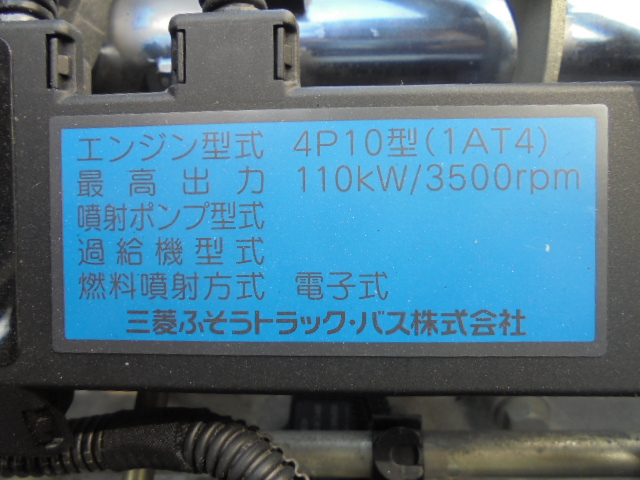 エンジン型式 4P10型(1AT4)
最高出力 110kW/3500rpm
噴射ポンプ型式
過給機型式
燃料噴射方式 電子式
三菱ふそうトラック・バス株式会社